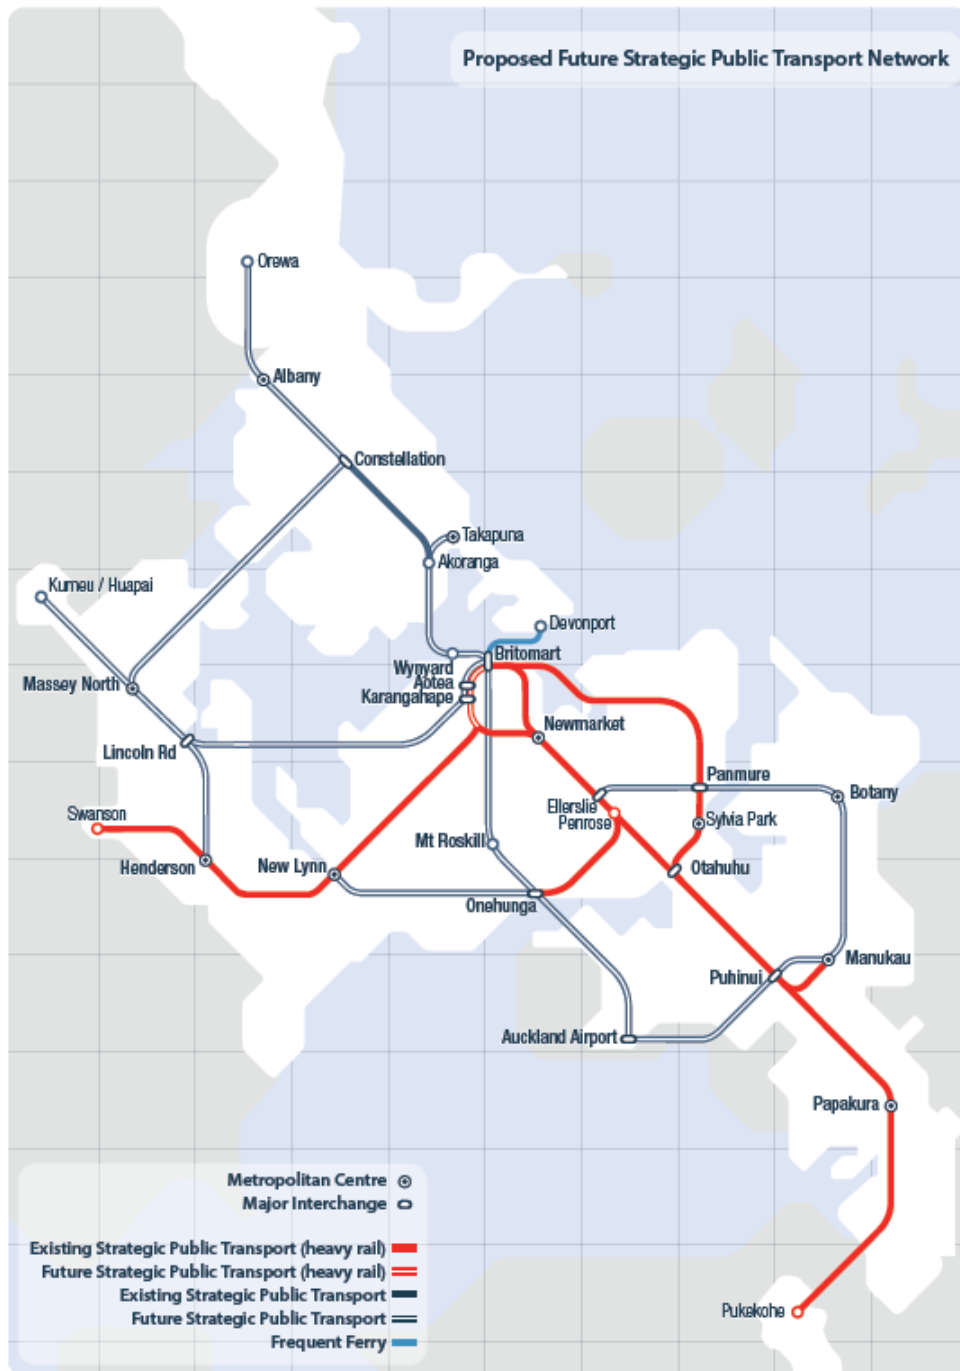 Proposed Future Strategic Public Transport Network
Orewa
Albany
Constellation
Takapuna
Akoranga
Kumeu / Huapai
Devonport
Britomart
Wynyard
Aotea
Massey North
Karangahape
Newmarket
Lincoln Rd
Panmure
Botany
Ellerslie
Swanson
Sylvia Park
Penrose
Mt Roskill
Henderson
New Lynn
Otahuhu
Onehunga
Manukau
Puhinui
Auckland Airport
Papakura
Metropolitan Centre
Major Interchange
Existing Strategic Public Transport (heavy rail)
Future Strategic Public Transport (heavy rail)
Existing Strategic Public Transport
Future Strategic Public Transport
Frequent Ferry
Pukekohe